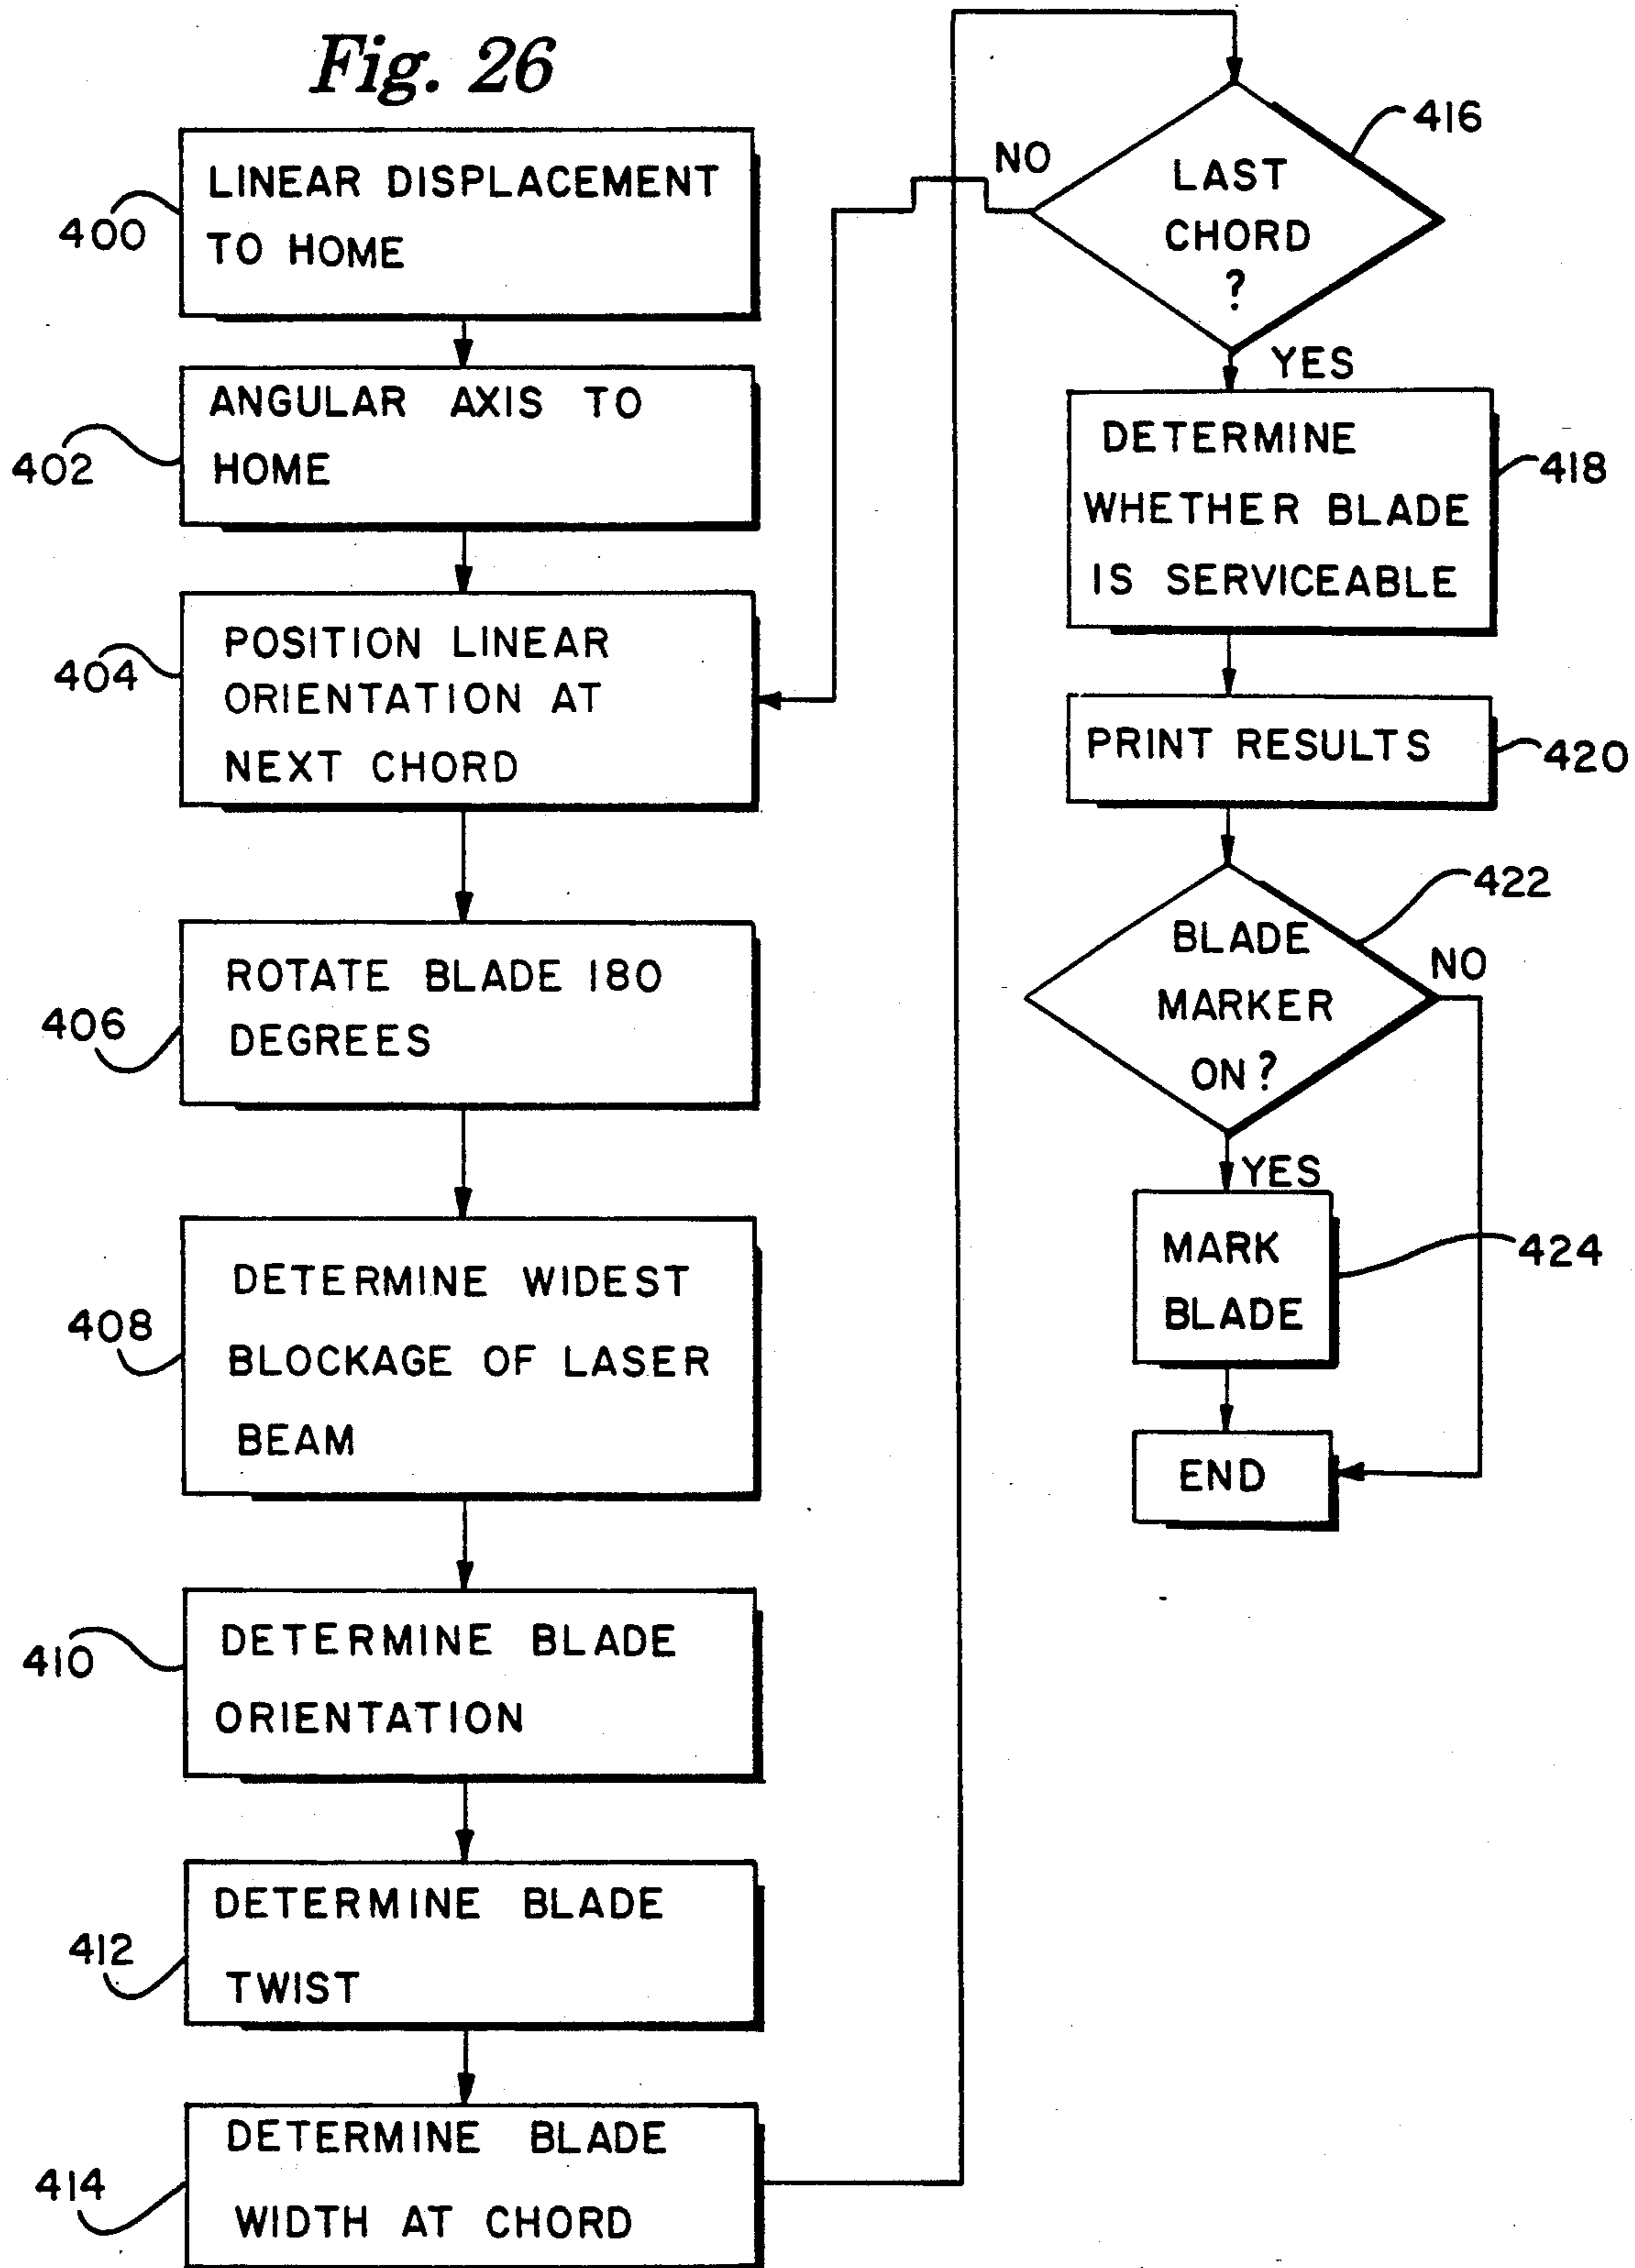 Fig. 26
400
LINEAR DISPLACEMENT
TO HOME
402
ANGULAR AXIS TO
HOME
404
POSITION LINEAR
ORIENTATION AT
NEXT CHORD
406
ROTATE BLADE 180
DEGREES
408
DETERMINE WIDEST
BLOCKAGE OF LASER
BEAM
410
DETERMINE BLADE
ORIENTATION
412
DETERMINE BLADE
TWIST
414
DETERMINE BLADE
WIDTH AT CHORD
416
LAST
CHORD
?
NO
YES
418
DETERMINE
WHETHER BLADE
IS SERVICEABLE
420
PRINT RESULTS
422
BLADE
MARKER
ON?
NO
YES
424
MARK
BLADE
END